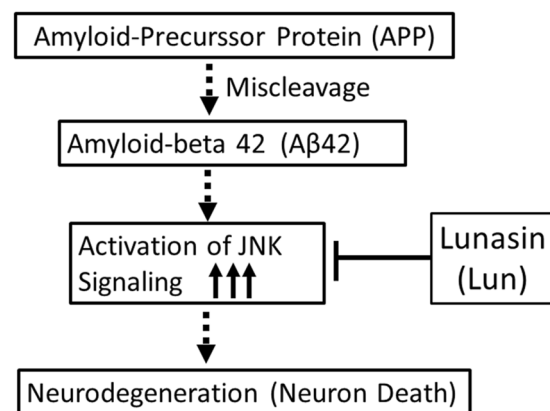 Amyloid-Precurssor Protein (APP)
Miscleavage
Amyloid-beta 42 (Aβ42)
Activation of JNK
Signaling
Lunasin
(Lun)
Neurodegeneration (Neuron Death)